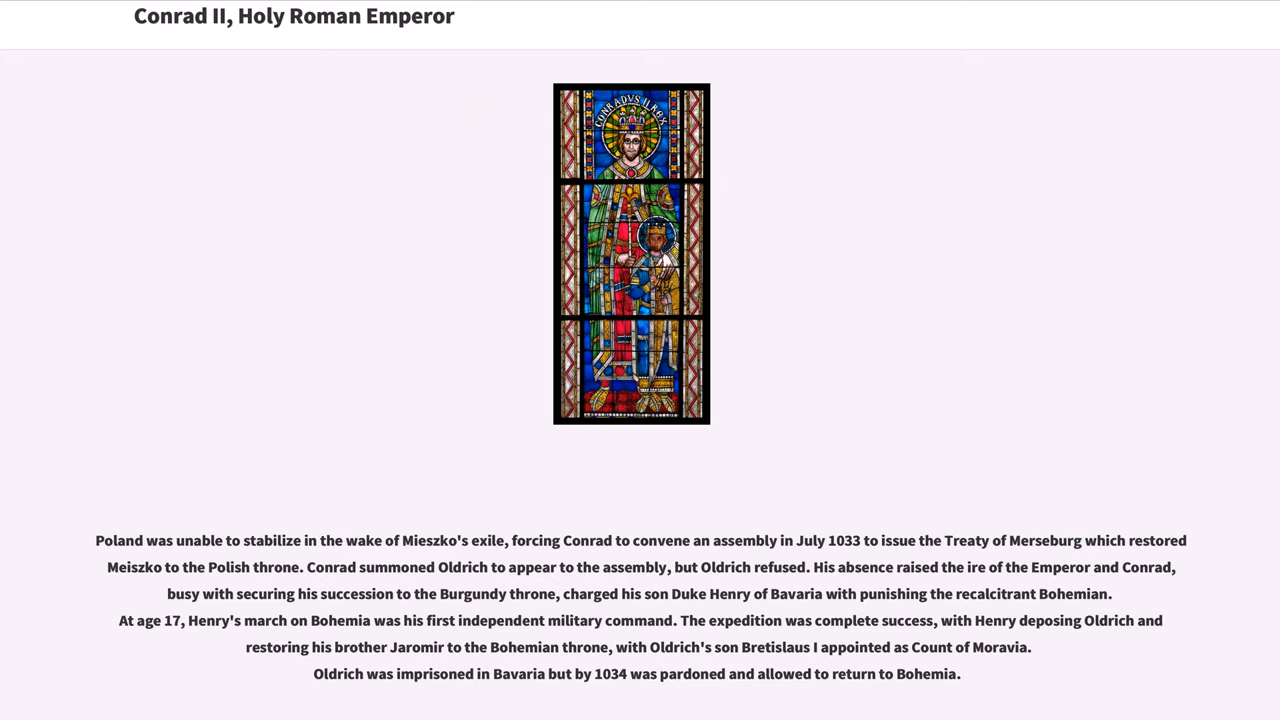 Conrad II, Holy Roman Emperor
CONRADVS II REX
Poland was unable to stabilize in the wake of Mieszko's exile, forcing Conrad to convene an assembly in July 1033 to issue the Treaty of Merseburg which restored
Meiszko to the Polish throne. Conrad summoned Oldrich to appear to the assembly, but Oldrich refused. His absence raised the ire of the Emperor and Conrad,
busy with securing his succession to the Burgundy throne, charged his son Duke Henry of Bavaria with punishing the recalcitrant Bohemian.
At age 17, Henry's march on Bohemia was his first independent military command. The expedition was complete success, with Henry deposing Oldrich and
restoring his brother Jaromir to the Bohemian throne, with Oldrich's son Bretislaus I appointed as Count of Moravia.
Oldrich was imprisoned in Bavaria but by 1034 was pardoned and allowed to return to Bohemia.